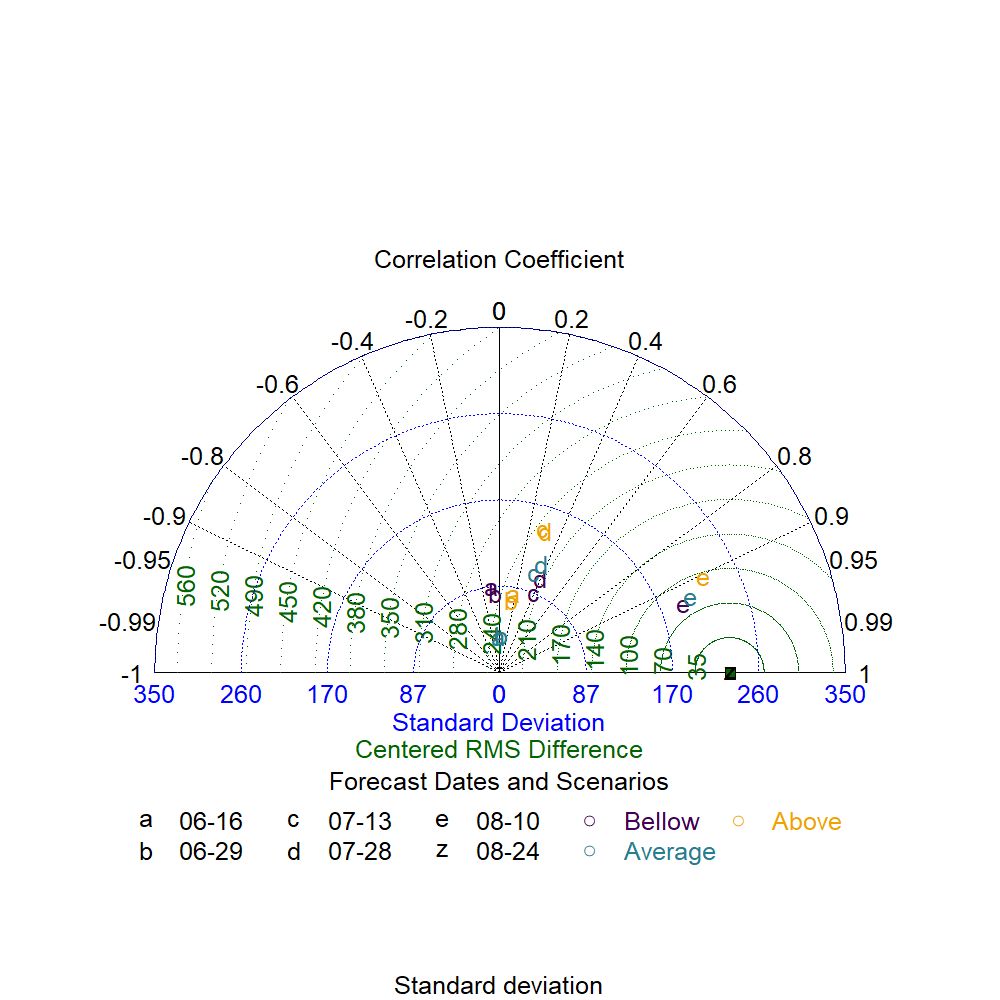 Correlation Coefficient
0
-0.2 0.2
-0.4 0.4
-0.6 0.6
-0.8 0.8
-0.9 0.9
-0.95 0.95
-0.99 0.99
-1 1
d
d
c d
a d
b a b c
e e e
560 520 490 450 420 380 350 310 280 240 210 170 140 100 70 35
350 260 170 87 0 87 170 260 350
Standard Deviation
Centered RMS Difference
Forecast Dates and Scenarios
a 06-16 c 07-13 e 08-10 Bellow Above
b 06-29 d 07-28 z 08-24 Average
Standard deviation